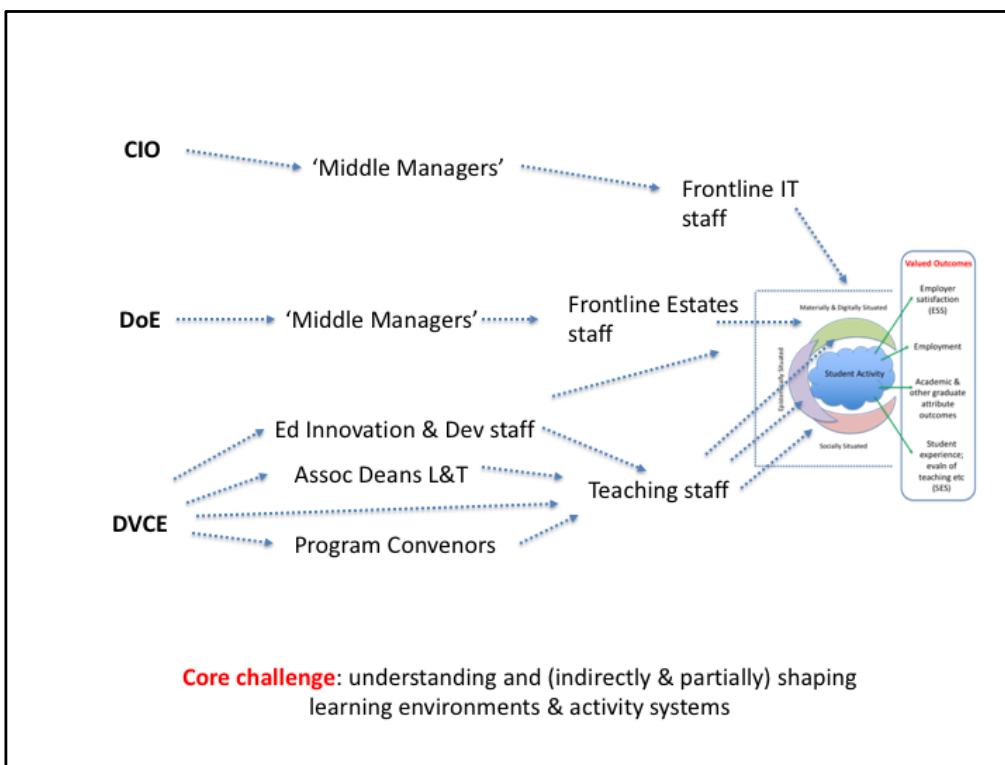 CIO
'Middle Managers'
Frontline IT
staff
DoE
'Middle Managers'
Frontline Estates
staff
Ed Innovation & Dev staff
Assoc Deans L&T
DVCE
Program Convenors
Teaching staff
Materially & Digitally Situated
Epistemically Situated
Student Activity
Socially Situated
Valued Outcomes
Employer
satisfaction
(ESS)
Employment
Academic &
other graduate
attribute
outcomes
Student
experience;
evaln of
teaching etc
(SES)
Core challenge: understanding and (indirectly & partially) shaping
learning environments & activity systems